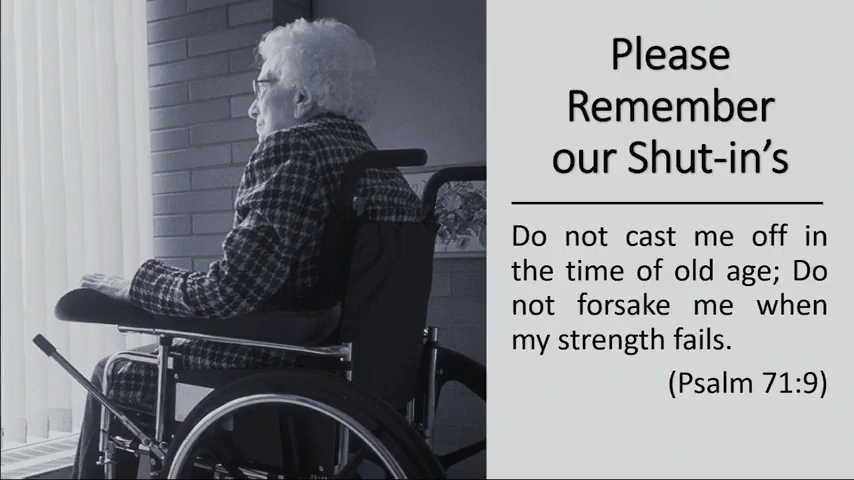 Please
Remember
our Shut-in’s
Do not cast me off in
the time of old age; Do
not forsake me when
my strength fails.
(Psalm 71:9)